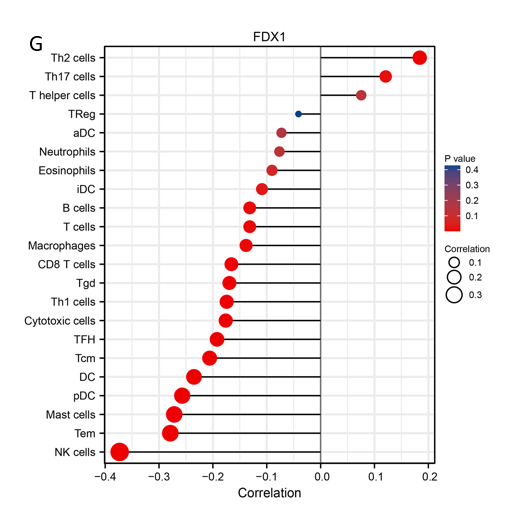 G
FDX1
Th2 cells
Th17 cells
T helper cells
TReg
aDC
Neutrophils
Eosinophils
iDC
B cells
T cells
Macrophages
CD8 T cells
Tgd
Th1 cells
Cytotoxic cells
TFH
Tcm
DC
pDC
Mast cells
Tem
NK cells
−0.4 −0.3 −0.2 −0.1 0.0 0.1 0.2
Correlation
P value
0.4
0.3
0.2
0.1
Correlation
0.1
0.2
0.3